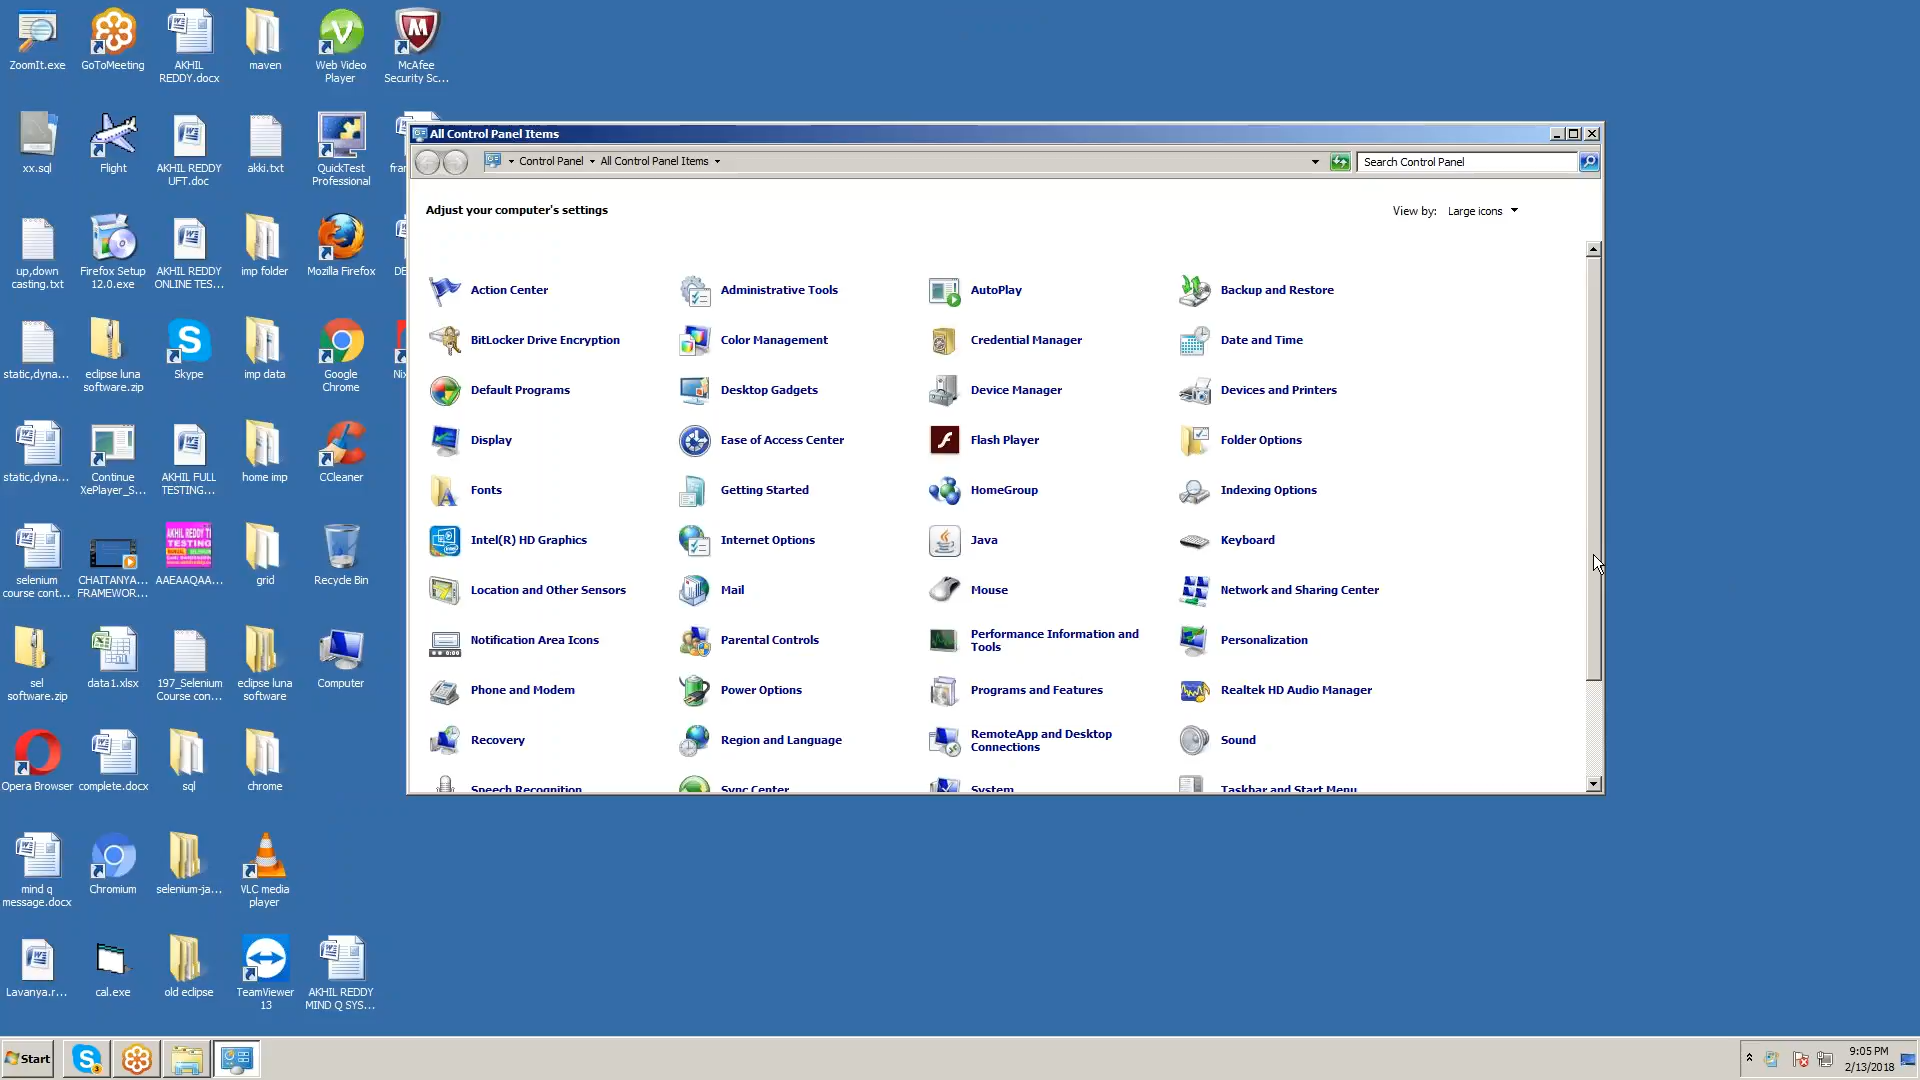 ZoomIt.exe
GoToMeeting
AKHIL
REDDY.docx
maven
Web Video
Player
McAfee
Security Sc...
xx.sql
Flight
AKHIL REDDY
UFT.doc
akki.txt
QuickTest
Professional
up,down
casting.txt
Firefox Setup
12.0.exe
AKHIL REDDY
ONLINE TES...
imp folder
Mozilla Firefox
static,dyna...
eclipse luna
software.zip
Skype
imp data
Google
Chrome
static,dyna...
Continue
XePlayer_S...
AKHIL FULL
TESTING...
home imp
CCleaner
selenium
course cont...
CHAITANYA...
FRAMEWOR...
AKHIL REDDY
TESTING
AAEAAQAA...
grid
Recycle Bin
sel
software.zip
data1.xlsx
197_Selenium
Course con...
eclipse luna
software
Computer
Opera Browser
complete.docx
sql
chrome
mind q
message.docx
Chromium
selenium-ja...
VLC media
player
Lavanya.r...
cal.exe
old eclipse
TeamViewer
13
AKHIL REDDY
MIND Q SYS...
All Control Panel Items
Control Panel
All Control Panel Items
Search Control Panel
Adjust your computer's settings
View by: Large icons
Action Center
Administrative Tools
AutoPlay
Backup and Restore
BitLocker Drive Encryption
Color Management
Credential Manager
Date and Time
Default Programs
Desktop Gadgets
Device Manager
Devices and Printers
Display
Ease of Access Center
Flash Player
Folder Options
Fonts
Getting Started
HomeGroup
Indexing Options
Intel(R) HD Graphics
Internet Options
Java
Keyboard
Location and Other Sensors
Mail
Mouse
Network and Sharing Center
Notification Area Icons
Parental Controls
Performance Information and
Tools
Personalization
Phone and Modem
Power Options
Programs and Features
Realtek HD Audio Manager
Recovery
Region and Language
RemoteApp and Desktop
Connections
Sound
Speech Recognition
Sync Center
System
Taskbar and Start Menu
Start
9:05 PM
2/13/2018